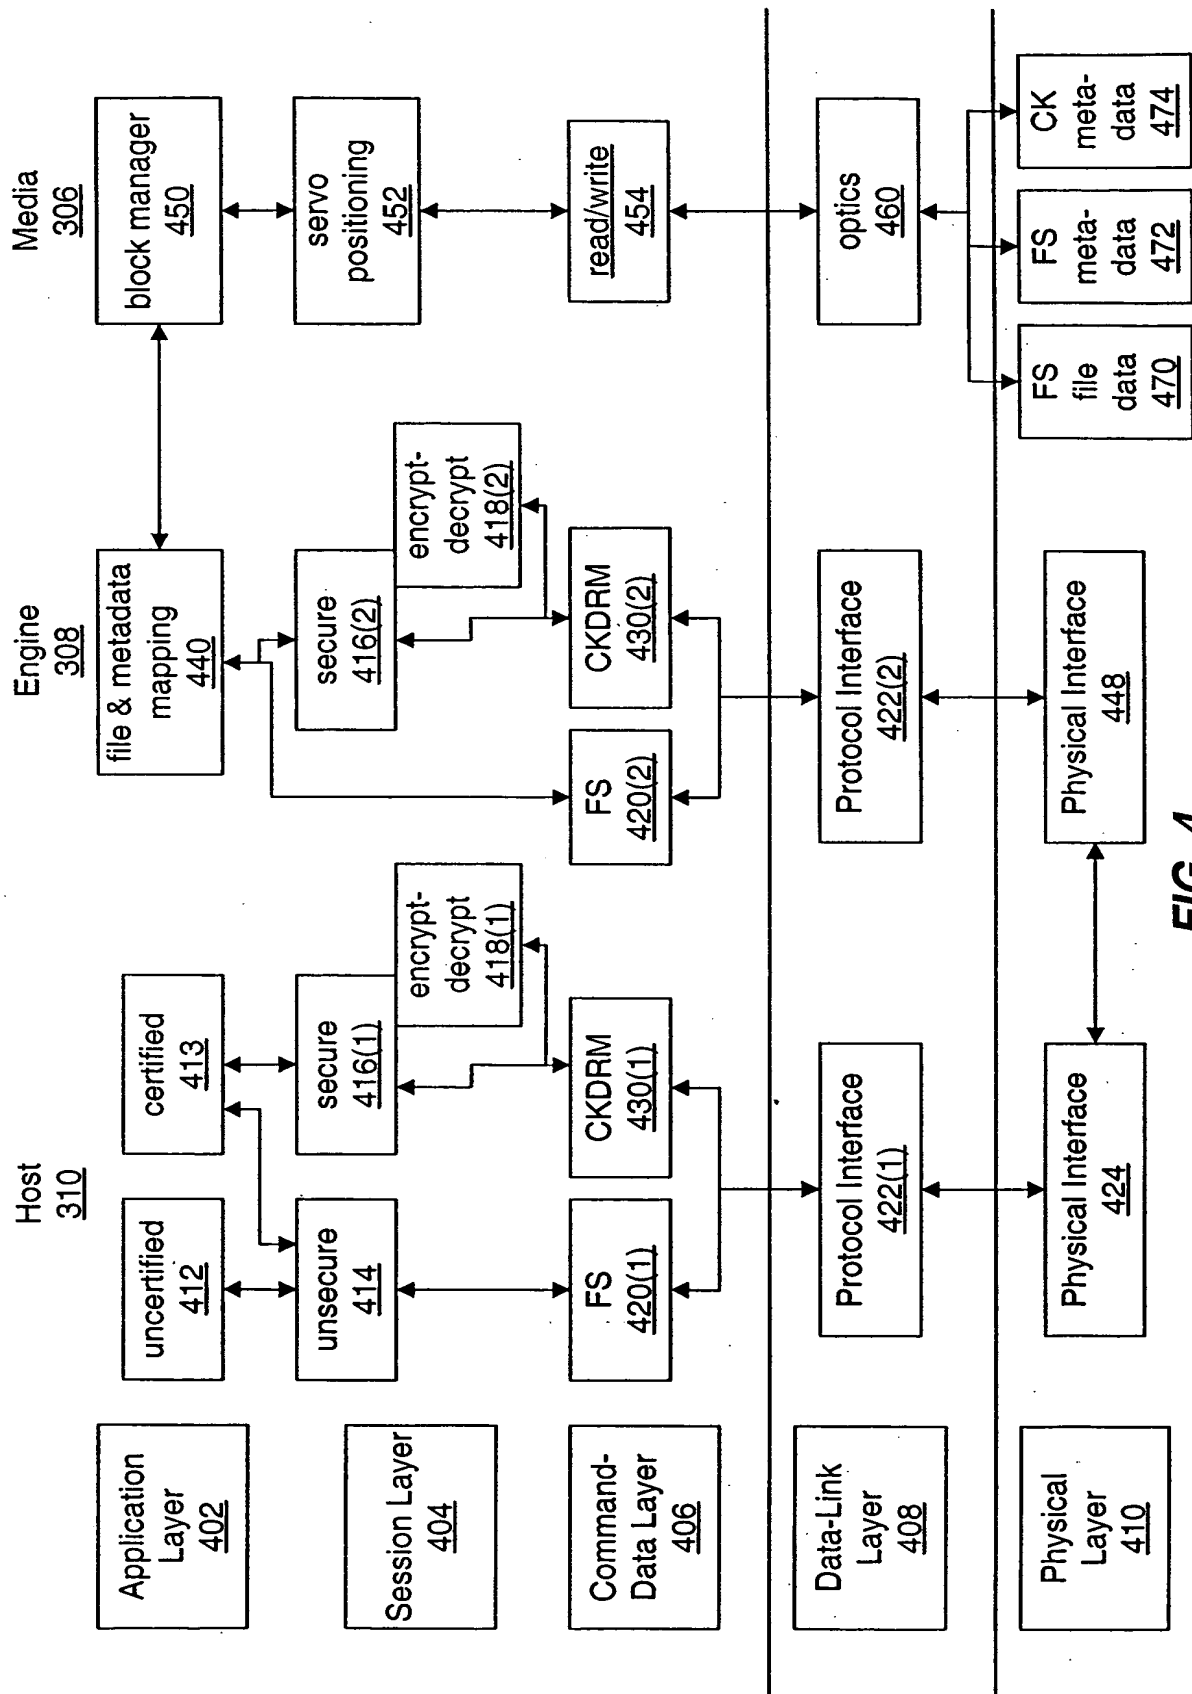 Host
310
Engine
308
Media
306
Application
Layer
402
uncertified
412
certified
413
file & metadata
mapping
440
block manager
450
Session Layer
404
unsecure
414
secure
416(1)
encrypt-
decrypt
418(1)
secure
416(2)
encrypt-
decrypt
418(2)
servo
positioning
452
Command-
Data Layer
406
FS
420(1)
CKDRM
430(1)
FS
420(2)
CKDRM
430(2)
read/write
454
Data-Link
Layer
408
Protocol Interface
422(1)
Protocol Interface
422(2)
optics
460
Physical
Layer
410
Physical Interface
424
Physical Interface
448
FS
file
data
470
FS
meta-
data
472
CK
meta-
data
474
FIG. 4